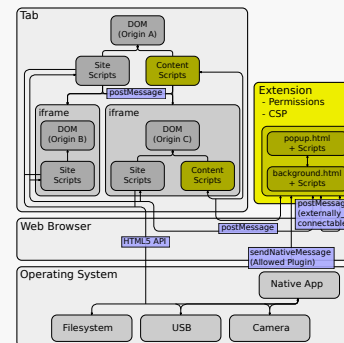 Tab
DOM
(Origin A)
Site
Scripts
Content
Scripts
postMessage
iframe
DOM
(Origin B)
Site
Scripts
iframe
DOM
(Origin C)
Site
Scripts
Content
Scripts
Extension
- Permissions
- CSP
popup.html
+ Scripts
background.html
+ Scripts
postMessage
(externally_
connectable
postMessage
Web Browser
HTML5 API
sendNativeMessage
(Allowed Plugin)
Operating System
Native App
Filesystem
USB
Camera